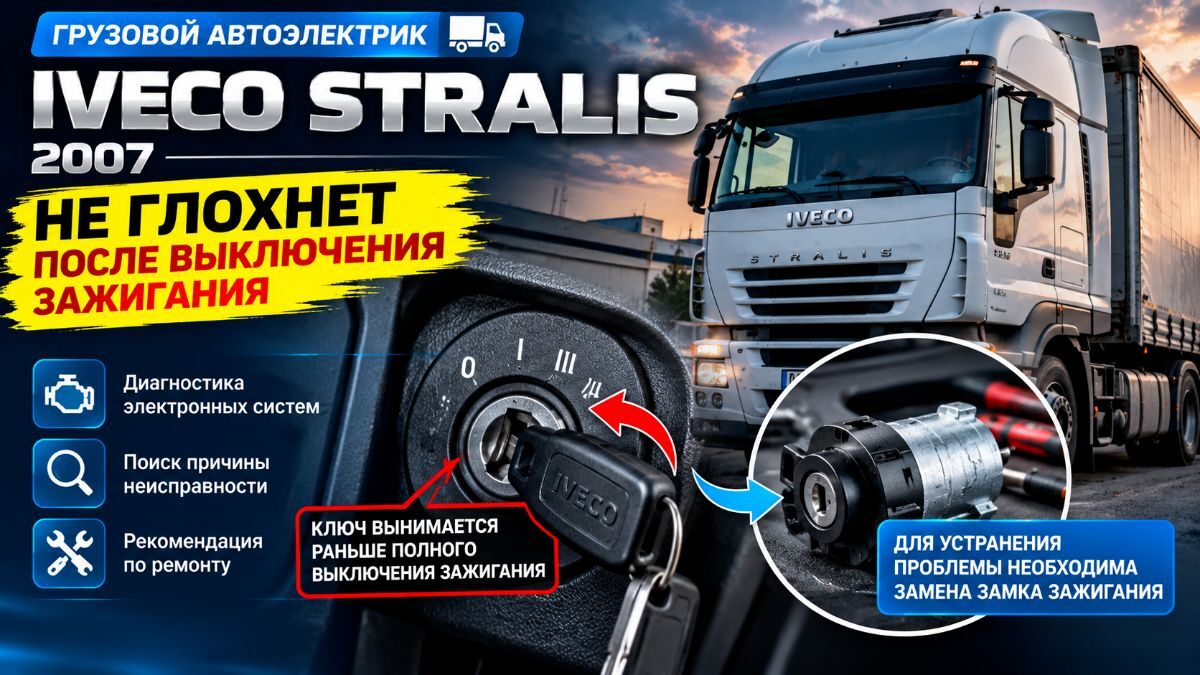 ГРУЗОВОЙ АВТОЭЛЕКТРИК
IVECO STRALIS
2007
НЕ ГЛОХНЕТ
ПОСЛЕ ВЫКЛЮЧЕНИЯ
ЗАЖИГАНИЯ
Диагностика
электронных систем
Поиск причины
неисправности
Рекомендация
по ремонту
0 I III
IVECO
КЛЮЧ ВЫНИМАЕТСЯ
РАНЬШЕ ПОЛНОГО
ВЫКЛЮЧЕНИЯ ЗАЖИГАНИЯ
IVECO
STRALIS
ДЛЯ УСТРАНЕНИЯ
ПРОБЛЕМЫ НЕОБХОДИМА
ЗАМЕНА ЗАМКА ЗАЖИГАНИЯ